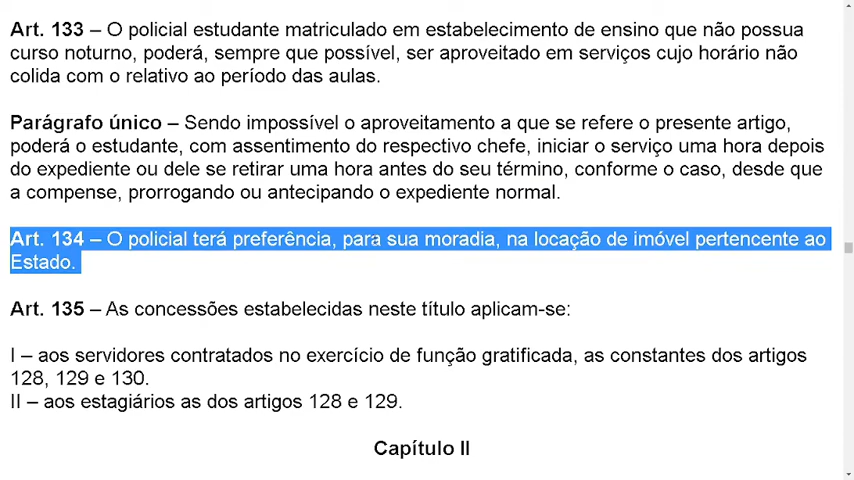 Art. 133 – O policial estudante matriculado em estabelecimento de ensino que não possua
curso noturno, poderá, sempre que possível, ser aproveitado em serviços cujo horário não
colida com o relativo ao período das aulas.
Parágrafo único – Sendo impossível o aproveitamento a que se refere o presente artigo,
poderá o estudante, com assentimento do respectivo chefe, iniciar o serviço uma hora depois
do expediente ou dele se retirar uma hora antes do seu término, conforme o caso, desde que
a compense, prorrogando ou antecipando o expediente normal.
Art. 134 – O policial terá preferência, para sua moradia, na locação de imóvel pertencente ao
Estado.
Art. 135 – As concessões estabelecidas neste título aplicam-se:
I – aos servidores contratados no exercício de função gratificada, as constantes dos artigos
128, 129 e 130.
II – aos estagiários as dos artigos 128 e 129.
Capítulo II